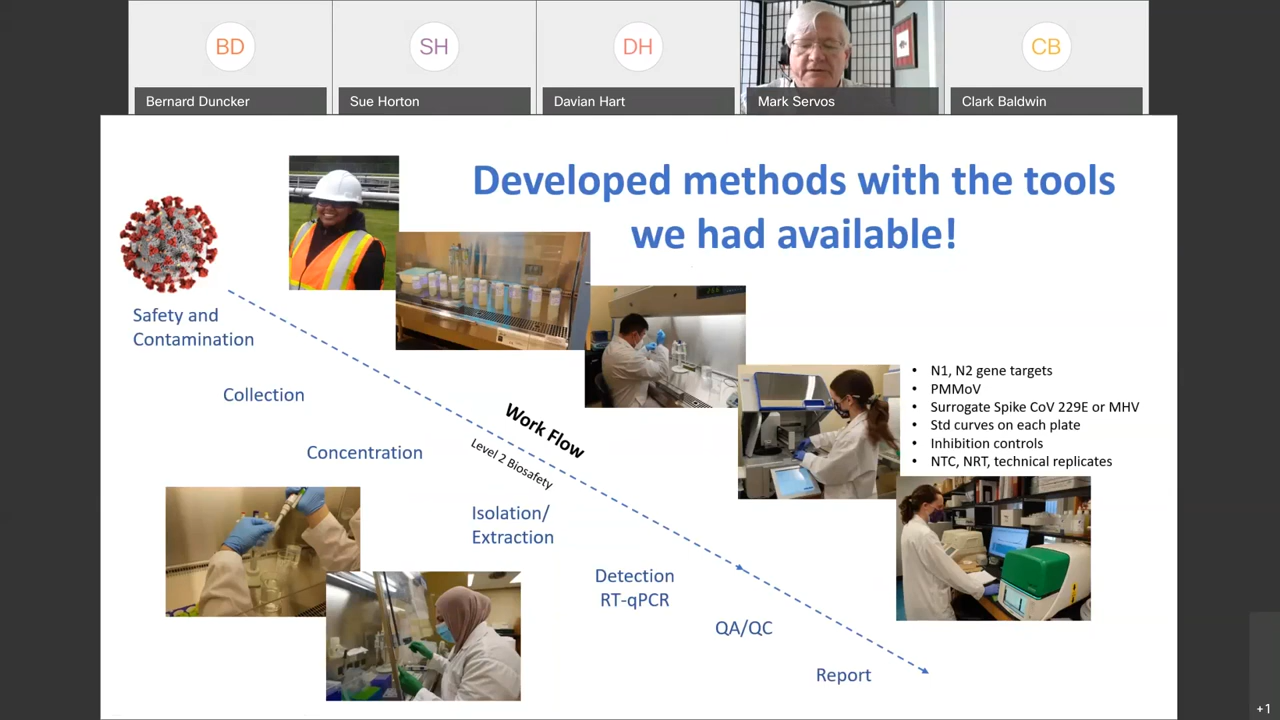 BD
SH
DH
CB
Bernard Duncker
Sue Horton
Davian Hart
Mark Servos
Clark Baldwin
Developed methods with the tools
we had available!
Safety and
Contamination
Collection
Concentration
Work Flow
Level 2 Biosafety
Isolation/
Extraction
Detection
RT-qPCR
QA/QC
Report
• N1, N2 gene targets
• PMMoV
• Surrogate Spike CoV 229E or MHV
• Std curves on each plate
• Inhibition controls
• NTC, NRT, technical replicates
+1